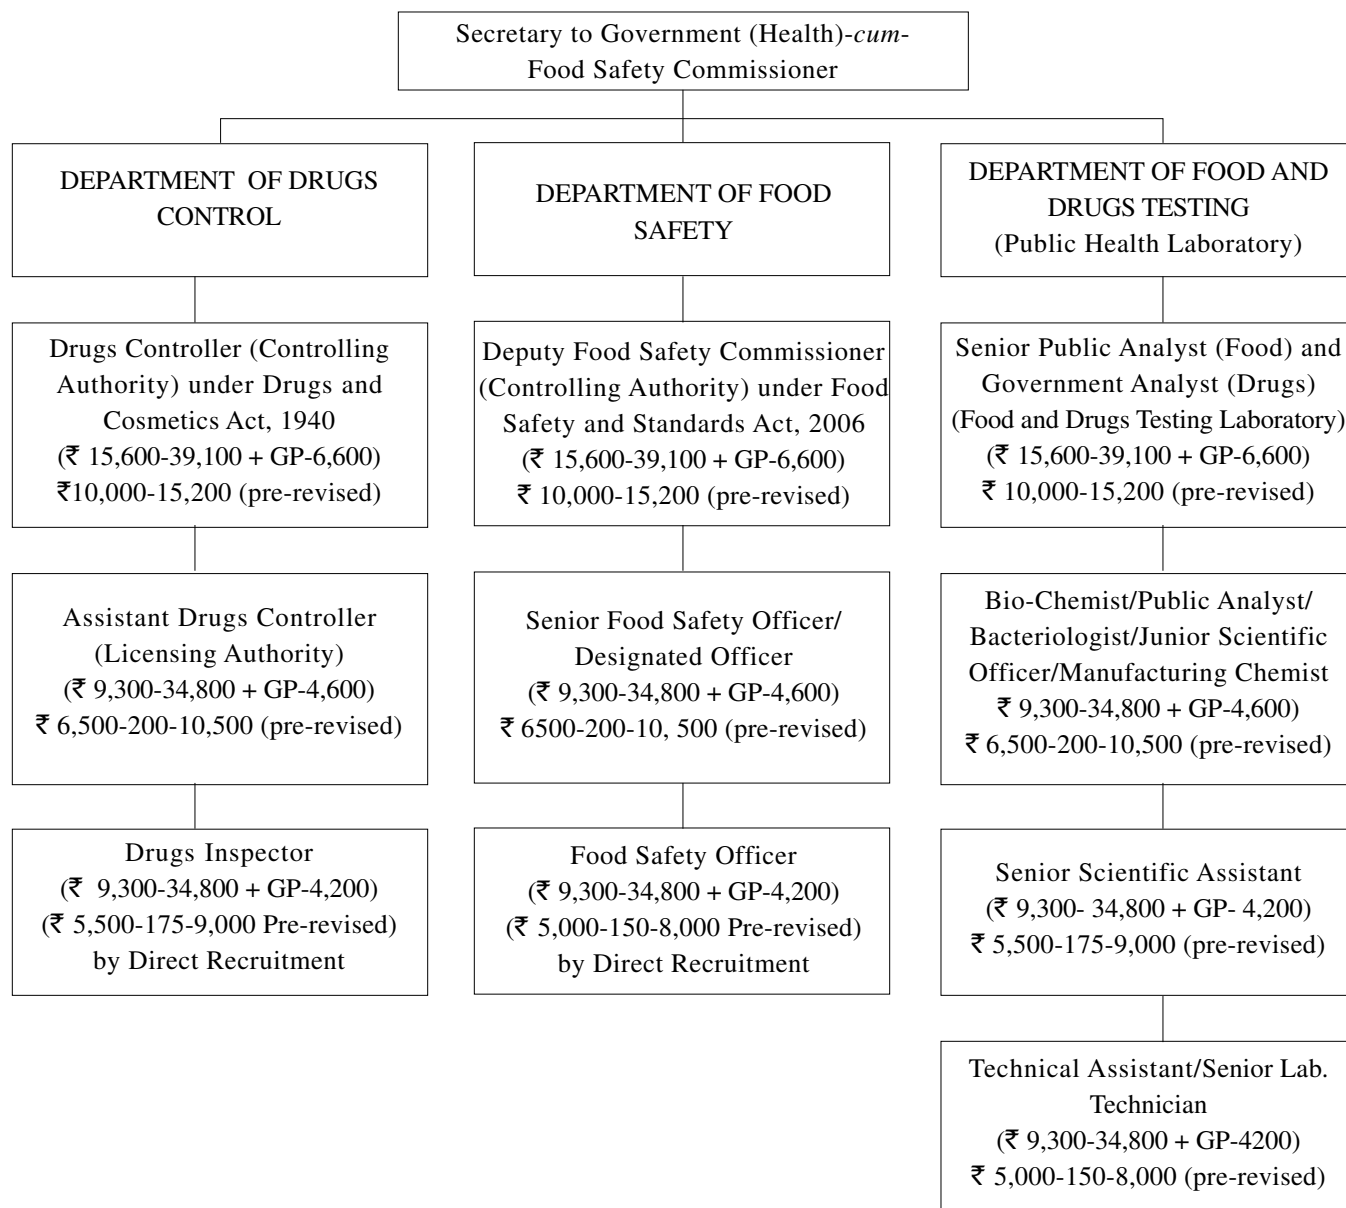 Secretary to Government (Health)-cum-
Food Safety Commissioner
DEPARTMENT OF DRUGS
CONTROL
DEPARTMENT OF FOOD
SAFETY
DEPARTMENT OF FOOD AND
DRUGS TESTING
(Public Health Laboratory)
Drugs Controller (Controlling
Authority) under Drugs and
Cosmetics Act, 1940
(₹ 15,600-39,100 + GP-6,600)
₹10,000-15,200 (pre-revised)
Deputy Food Safety Commissioner
(Controlling Authority) under Food
Safety and Standards Act, 2006
(₹ 15,600-39,100 + GP-6,600)
₹ 10,000-15,200 (pre-revised)
Senior Public Analyst (Food) and
Government Analyst (Drugs)
(Food and Drugs Testing Laboratory)
(₹ 15,600-39,100 + GP-6,600)
₹ 10,000-15,200 (pre-revised)
Assistant Drugs Controller
(Licensing Authority)
(₹ 9,300-34,800 + GP-4,600)
₹ 6,500-200-10,500 (pre-revised)
Senior Food Safety Officer/
Designated Officer
(₹ 9,300-34,800 + GP-4,600)
₹ 6500-200-10, 500 (pre-revised)
Bio-Chemist/Public Analyst/
Bacteriologist/Junior Scientific
Officer/Manufacturing Chemist
₹ 9,300-34,800 + GP-4,600)
₹ 6,500-200-10,500 (pre-revised)
Drugs Inspector
(₹ 9,300-34,800 + GP-4,200)
(₹ 5,500-175-9,000 Pre-revised)
by Direct Recruitment
Food Safety Officer
(₹ 9,300-34,800 + GP-4,200)
(₹ 5,000-150-8,000 Pre-revised)
by Direct Recruitment
Senior Scientific Assistant
(₹ 9,300- 34,800 + GP- 4,200)
₹ 5,500-175-9,000 (pre-revised)
Technical Assistant/Senior Lab.
Technician
(₹ 9,300-34,800 + GP-4200)
₹ 5,000-150-8,000 (pre-revised)